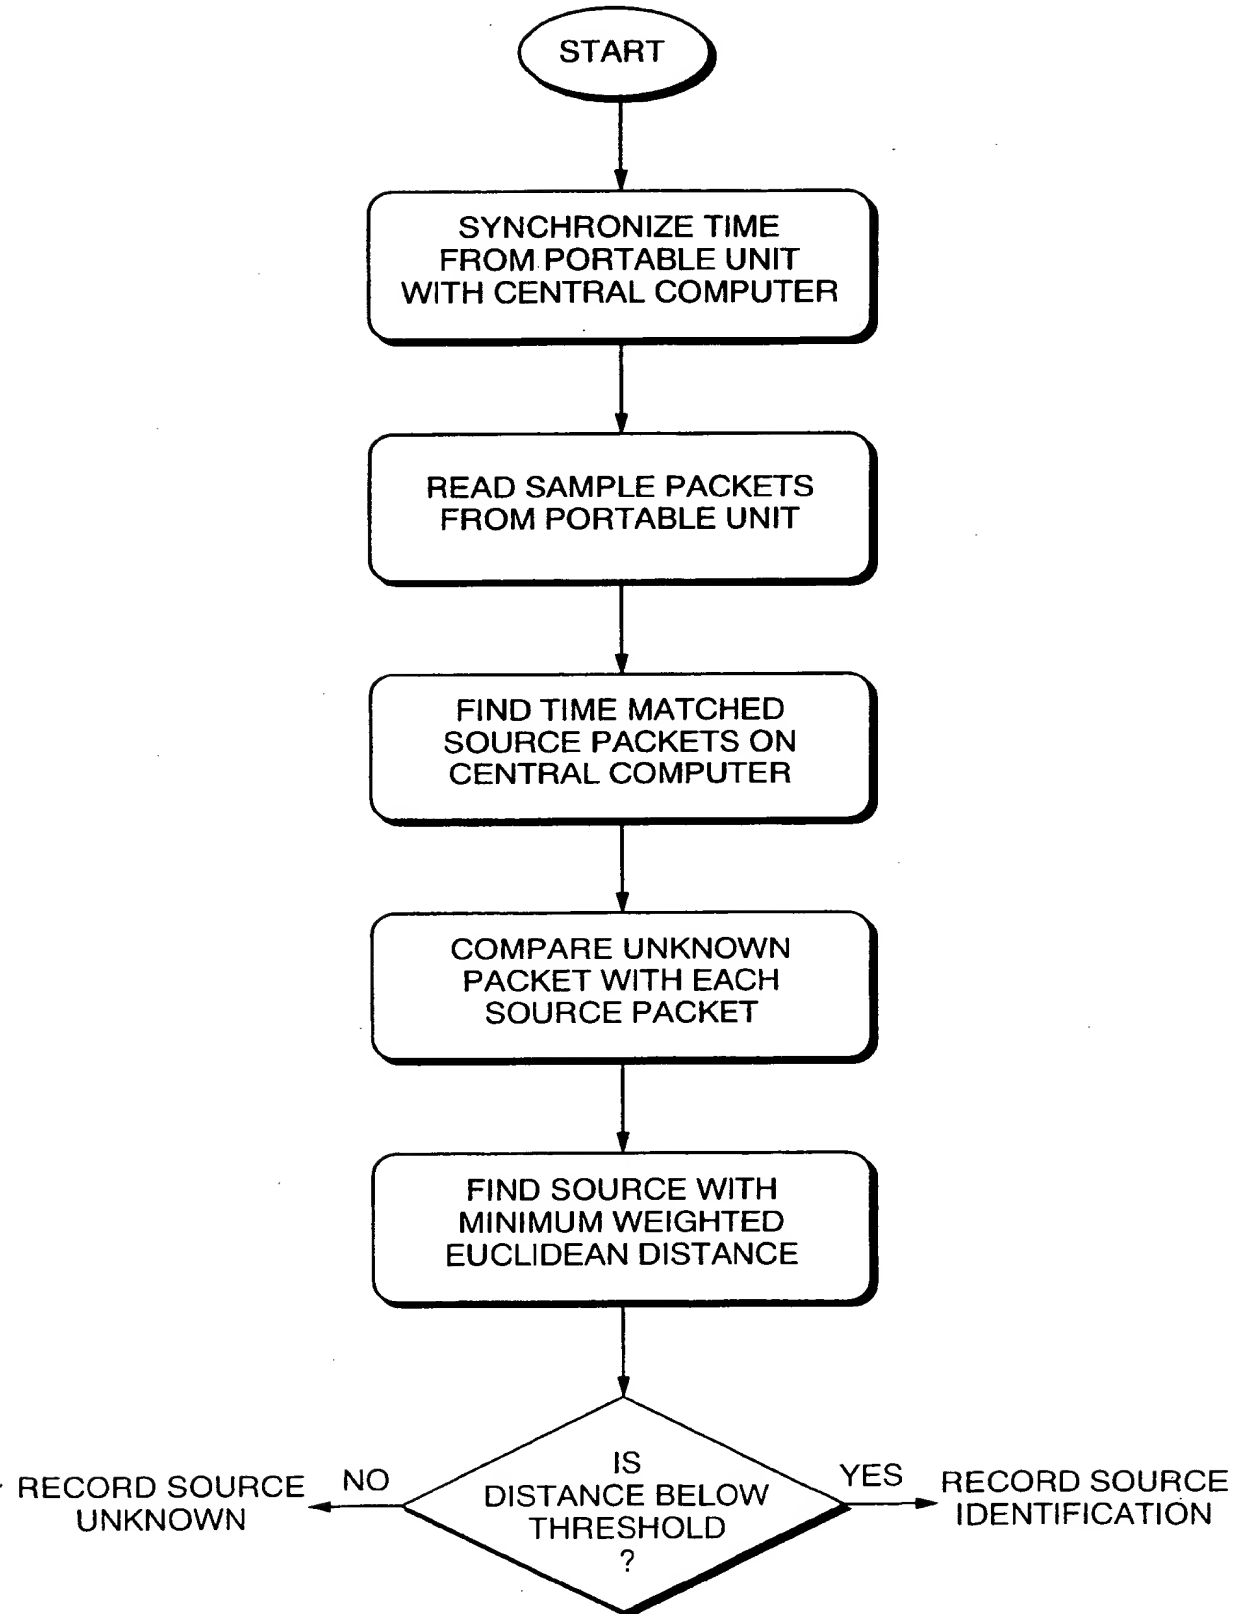 START
SYNCHRONIZE TIME
FROM PORTABLE UNIT
WITH CENTRAL COMPUTER
READ SAMPLE PACKETS
FROM PORTABLE UNIT
FIND TIME MATCHED
SOURCE PACKETS ON
CENTRAL COMPUTER
COMPARE UNKNOWN
PACKET WITH EACH
SOURCE PACKET
FIND SOURCE WITH
MINIMUM WEIGHTED
EUCLIDEAN DISTANCE
IS
DISTANCE BELOW
THRESHOLD
?
NO
RECORD SOURCE
UNKNOWN
YES
RECORD SOURCE
IDENTIFICATION